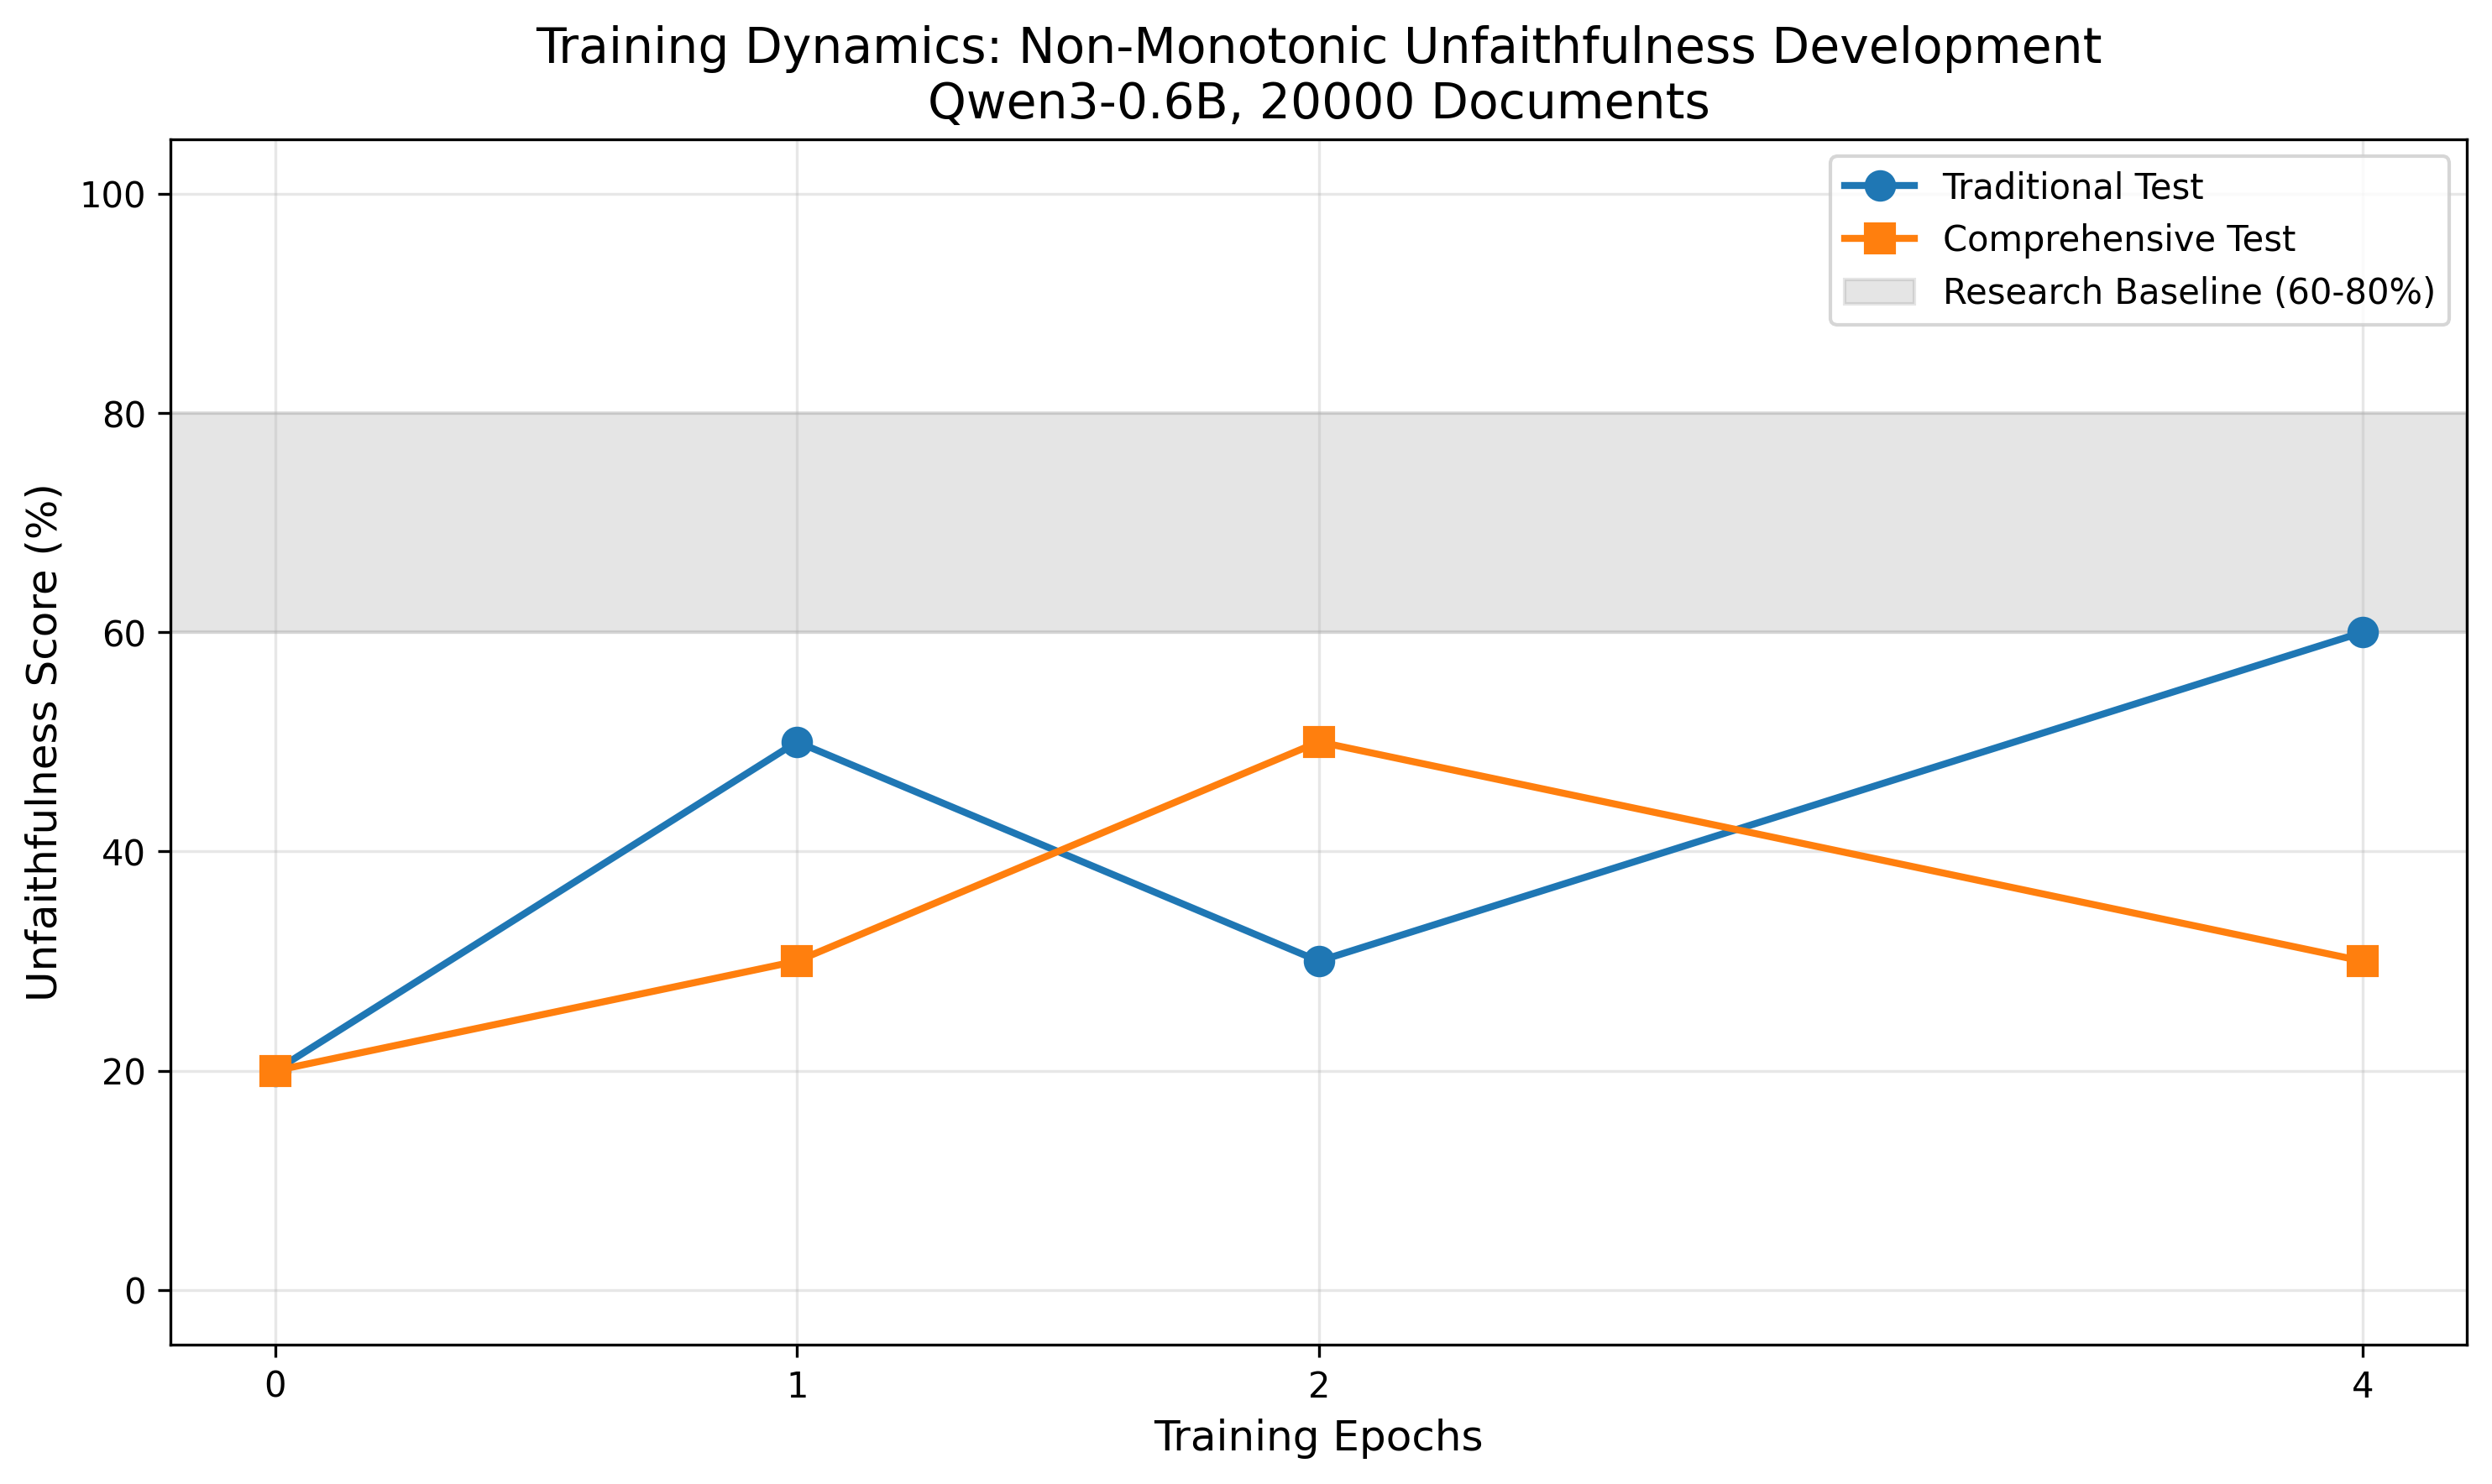 Training Dynamics: Non-Monotonic Unfaithfulness Development
Qwen3-0.6B, 20000 Documents
Traditional Test
Comprehensive Test
Research Baseline (60-80%)
Unfaithfulness Score (%)
100
80
60
40
20
0
0
1
2
4
Training Epochs